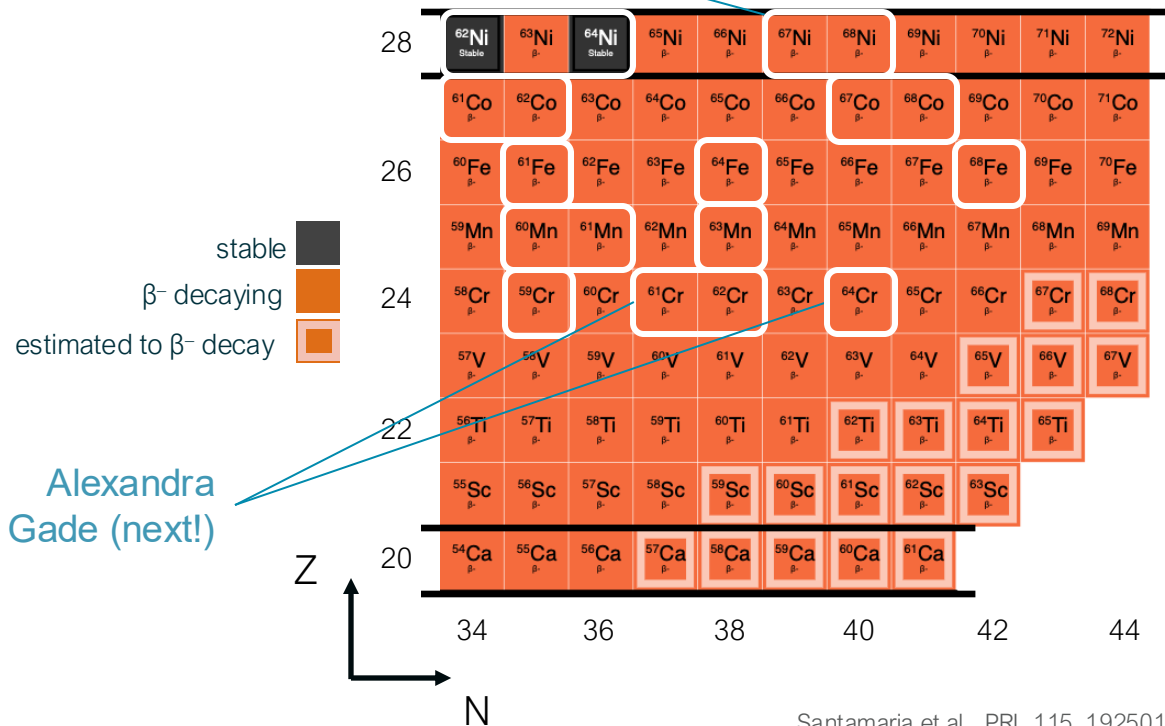 28 ⁶²Ni Stable ⁶³Ni β- ⁶⁴Ni Stable ⁶⁵Ni β- ⁶⁶Ni β- ⁶⁷Ni β- ⁶⁸Ni β- ⁶⁹Ni β- ⁷⁰Ni β- ⁷¹Ni β- ⁷²Ni β-
⁶¹Co β- ⁶²Co β- ⁶³Co β- ⁶⁴Co β- ⁶⁵Co β- ⁶⁶Co β- ⁶⁷Co β- ⁶⁸Co β- ⁶⁹Co β- ⁷⁰Co β- ⁷¹Co β-
26 ⁶⁰Fe β- ⁶¹Fe β- ⁶²Fe β- ⁶³Fe β- ⁶⁴Fe β- ⁶⁵Fe β- ⁶⁶Fe β- ⁶⁷Fe β- ⁶⁸Fe β- ⁶⁹Fe β- ⁷⁰Fe β-
⁵⁹Mn β- ⁶⁰Mn β- ⁶¹Mn β- ⁶²Mn β- ⁶³Mn β- ⁶⁴Mn β- ⁶⁵Mn β- ⁶⁶Mn β- ⁶⁷Mn β- ⁶⁸Mn β- ⁶⁹Mn β-
stable
β⁻ decaying
estimated to β⁻ decay
24 ⁵⁸Cr β- ⁵⁹Cr β- ⁶⁰Cr β- ⁶¹Cr β- ⁶²Cr β- ⁶³Cr β- ⁶⁴Cr β- ⁶⁵Cr β- ⁶⁶Cr β- ⁶⁷Cr β- ⁶⁸Cr β-
⁵⁷V β- ⁵⁸V β- ⁵⁹V β- ⁶⁰V β- ⁶¹V β- ⁶²V β- ⁶³V β- ⁶⁴V β- ⁶⁵V β- ⁶⁶V β- ⁶⁷V β-
22 ⁵⁶Ti β- ⁵⁷Ti β- ⁵⁸Ti β- ⁵⁹Ti β- ⁶⁰Ti β- ⁶¹Ti β- ⁶²Ti β- ⁶³Ti β- ⁶⁴Ti β- ⁶⁵Ti β-
⁵⁵Sc β- ⁵⁶Sc β- ⁵⁷Sc β- ⁵⁸Sc β- ⁵⁹Sc β- ⁶⁰Sc β- ⁶¹Sc β- ⁶²Sc β- ⁶³Sc β-
20 ⁵⁴Ca β- ⁵⁵Ca β- ⁵⁶Ca β- ⁵⁷Ca β- ⁵⁸Ca β- ⁵⁹Ca β- ⁶⁰Ca β- ⁶¹Ca β-
Alexandra
Gade (next!)
Z
34 36 38 40 42 44
N
Santamaria et al., PRL 115, 192501